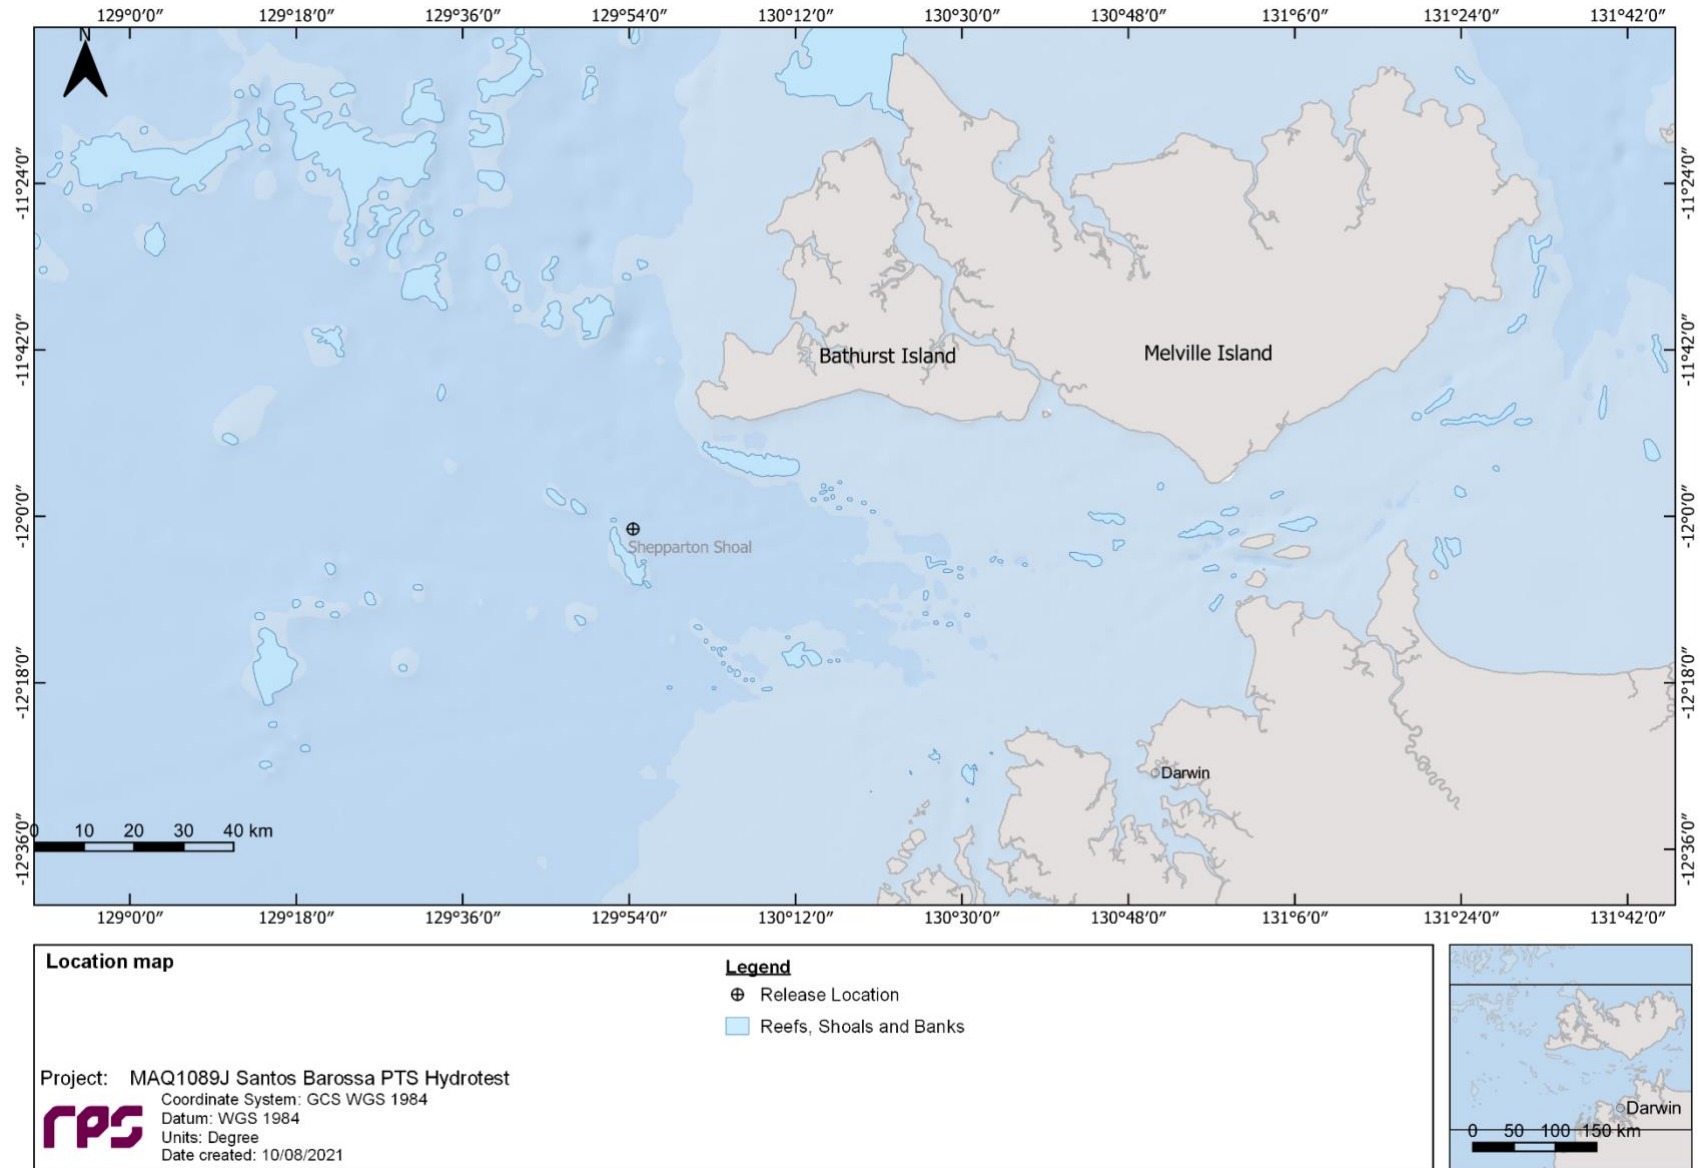 129°0′0″ 129°18′0″ 129°36′0″ 129°54′0″ 130°12′0″ 130°30′0″ 130°48′0″ 131°6′0″ 131°24′0″ 131°42′0″
N
-11°24′0″ -11°24′0″
-11°42′0″ -11°42′0″
Bathurst Island Melville Island
-12°0′0″ -12°0′0″
Shepparton Shoal
-12°18′0″ -12°18′0″
Darwin
0 10 20 30 40 km
-12°36′0″ -12°36′0″
129°0′0″ 129°18′0″ 129°36′0″ 129°54′0″ 130°12′0″ 130°30′0″ 130°48′0″ 131°6′0″ 131°24′0″ 131°42′0″
Location map
Legend
Release Location
Reefs, Shoals and Banks
Project: MAQ1089J Santos Barossa PTS Hydrotest
rps
Coordinate System: GCS WGS 1984
Datum: WGS 1984
Units: Degree
Date created: 10/08/2021
Darwin
0 50 100 150 km